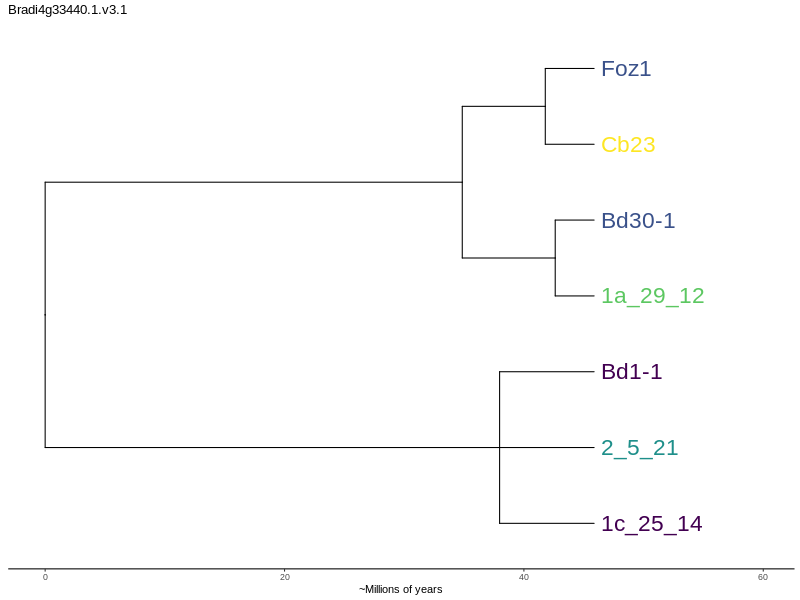 Bradi4g33440.1.v3.1
Foz1
Cb23
Bd30-1
1a_29_12
Bd1-1
2_5_21
1c_25_14
0 20 40 60
~Millions of years